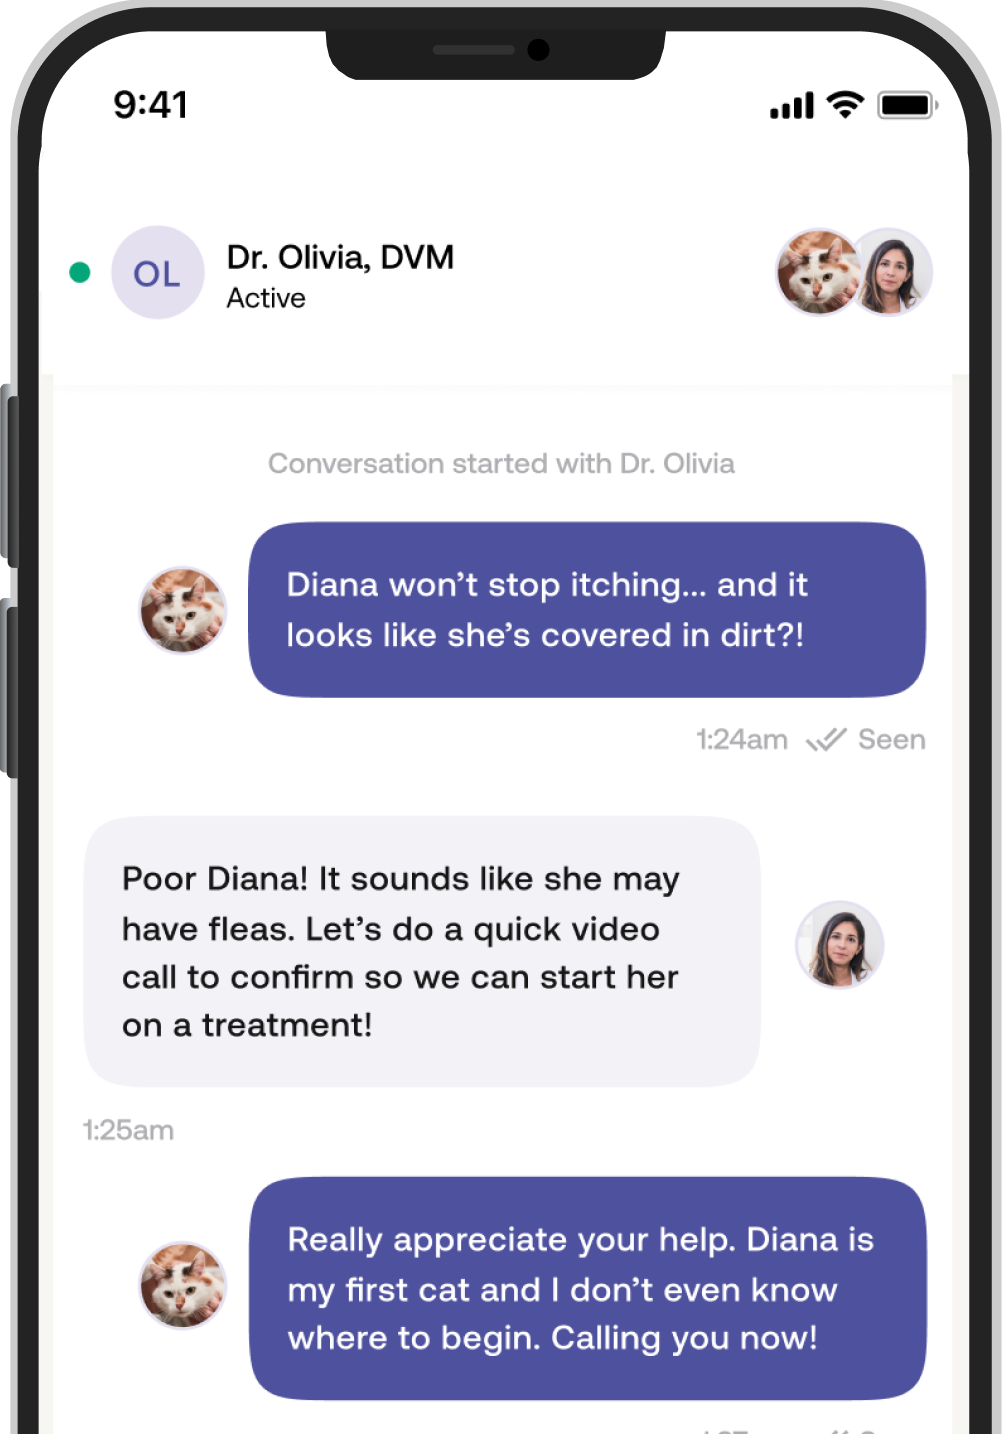 9:41
OL
Dr. Olivia, DVM
Active
Conversation started with Dr. Olivia
Diana won’t stop itching... and it
looks like she’s covered in dirt?!
1:24am Seen
Poor Diana! It sounds like she may
have fleas. Let’s do a quick video
call to confirm so we can start her
on a treatment!
1:25am
Really appreciate your help. Diana is
my first cat and I don’t even know
where to begin. Calling you now!